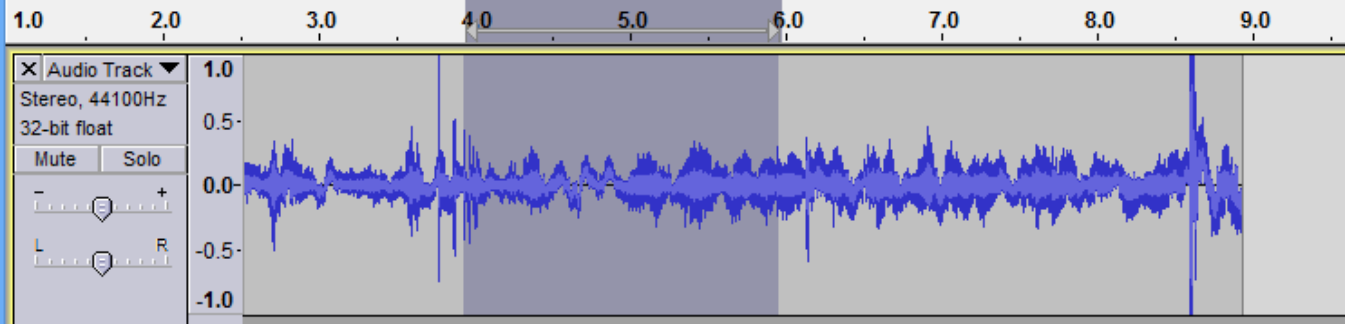 1.0 2.0 3.0 4.0 5.0 6.0 7.0 8.0 9.0
X Audio Track ▼ 1.0
Stereo, 44100Hz
32-bit float 0.5-
Mute Solo
- + 0.0-
L R -0.5-
-1.0